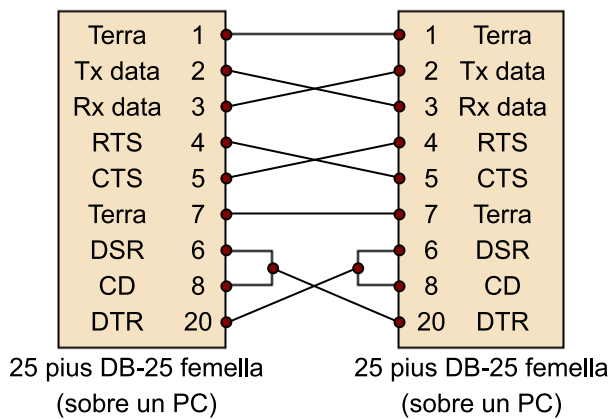 Terra 1 1 Terra
Tx data 2 2 Tx data
Rx data 3 3 Rx data
RTS 4 4 RTS
CTS 5 5 CTS
Terra 7 7 Terra
DSR 6 6 DSR
CD 8 8 CD
DTR 20 20 DTR
25 pius DB-25 femella 25 pius DB-25 femella
(sobre un PC) (sobre un PC)